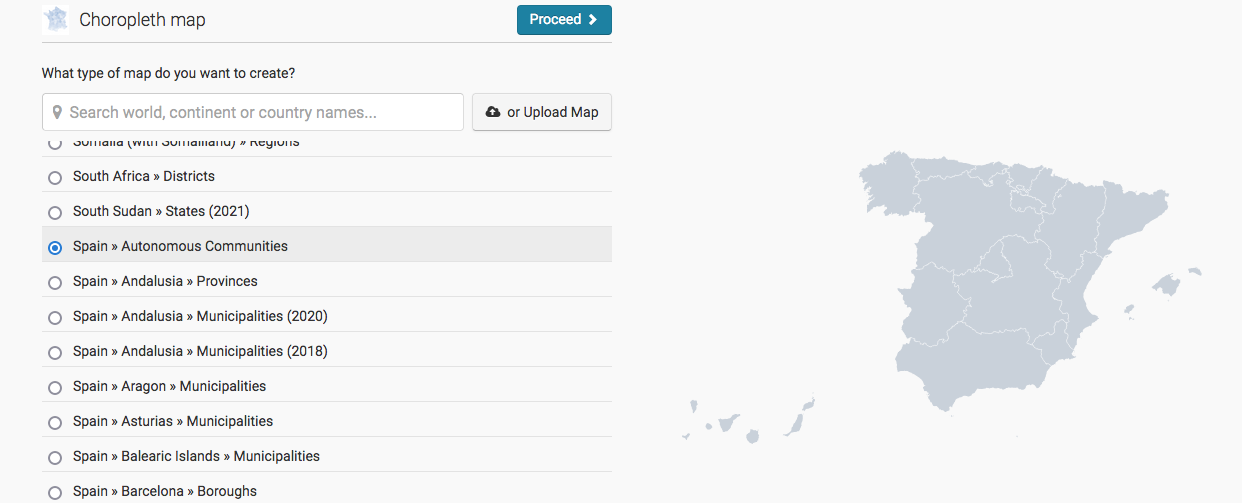 Choropleth map
Proceed
What type of map do you want to create?
Search world, continent or country names...
or Upload Map
Somalia (with Somaliland) » Regions
South Africa » Districts
South Sudan » States (2021)
Spain » Autonomous Communities
Spain » Andalusia » Provinces
Spain » Andalusia » Municipalities (2020)
Spain » Andalusia » Municipalities (2018)
Spain » Aragon » Municipalities
Spain » Asturias » Municipalities
Spain » Balearic Islands » Municipalities
Spain » Barcelona » Boroughs